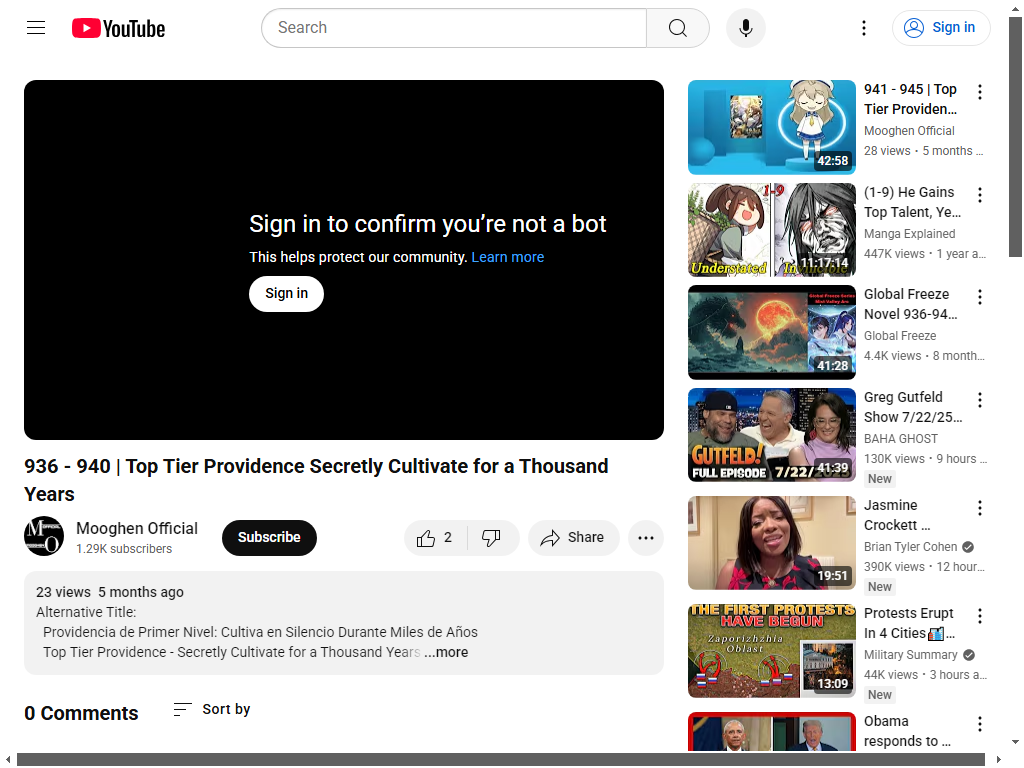 YouTube
Search
Sign in
Sign in to confirm you’re not a bot
This helps protect our community. Learn more
Sign in
936 - 940 | Top Tier Providence Secretly Cultivate for a Thousand
Years
Mooghen Official
1.29K subscribers
Subscribe
2
Share
23 views 5 months ago
Alternative Title:
Providencia de Primer Nivel: Cultiva en Silencio Durante Miles de Años
Top Tier Providence - Secretly Cultivate for a Thousand Years ...more
0 Comments
Sort by
42:58
941 - 945 | Top
Tier Providen...
Mooghen Official
28 views • 5 months ...
1-9
Understated
Invincible
11:17:14
(1-9) He Gains
Top Talent, Ye...
Manga Explained
447K views • 1 year a...
Global Freeze Series
Mist Valley Arc
41:28
Global Freeze
Novel 936-94...
Global Freeze
4.4K views • 8 month...
GUTFELD!
FULL EPISODE 7/22/
41:39
Greg Gutfeld
Show 7/22/25...
BAHA GHOST
130K views • 9 hours ...
New
19:51
Jasmine
Crockett ...
Brian Tyler Cohen
390K views • 12 hour...
New
THE FIRST PROTESTS
HAVE BEGUN
Zaporizhzhia
Oblast
13:09
Protests Erupt
In 4 Cities...
Military Summary
44K views • 3 hours a...
New
Obama
responds to ...